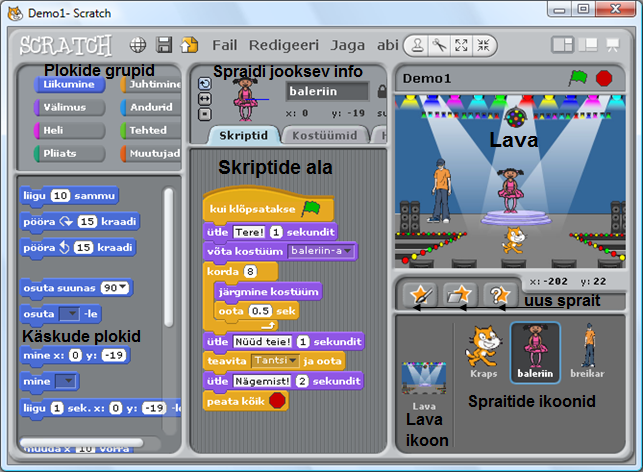 Demo1- Scratch
SCRATCH Fail Redigeeri Jaga abi
Plokide grupid
Liikumine Juhtimine
Välimus Andurid
Heli Tehted
Pliiats Muutujad
liigu 10 sammu
pööra 15 kraadi
pööra 15 kraadi
osuta suunas 90
osuta -le
Käskude plokid
mine x: 0 y: -19
mine
liigu 1 sek. x: 0 y: -19 -le
muuda x 10 võrra
Spraidi jooksev info
baleriin
x: 0 y: -19 su
Skriptid Kostüümid H
Skriptide ala
kui klõpsatakse
ütle Tere! 1 sekundit
võta kostüüm baleriin-a
korda 8
järgmine kostüüm
oota 0.5 sek
ütle Nüüd teie! 1 sekundit
teavita Tantsi ja oota
ütle Nägemist! 2 sekundit
peata kõik
Demo1
Lava
x: -202 y: 22
uus sprait
Kraps baleriin breikar
Spraitide ikoonid
Lava
Lava
ikoon